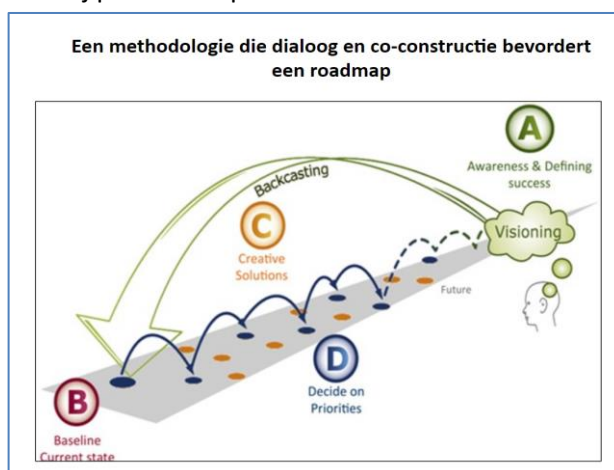 Een methodologie die dialoog en co-constructie bevordert
een roadmap
A
Awareness & Defining
success
Backcasting
Visioning
C
Creative
Solutions
Future
D
Decide on
Priorities
B
Baseline
Current state